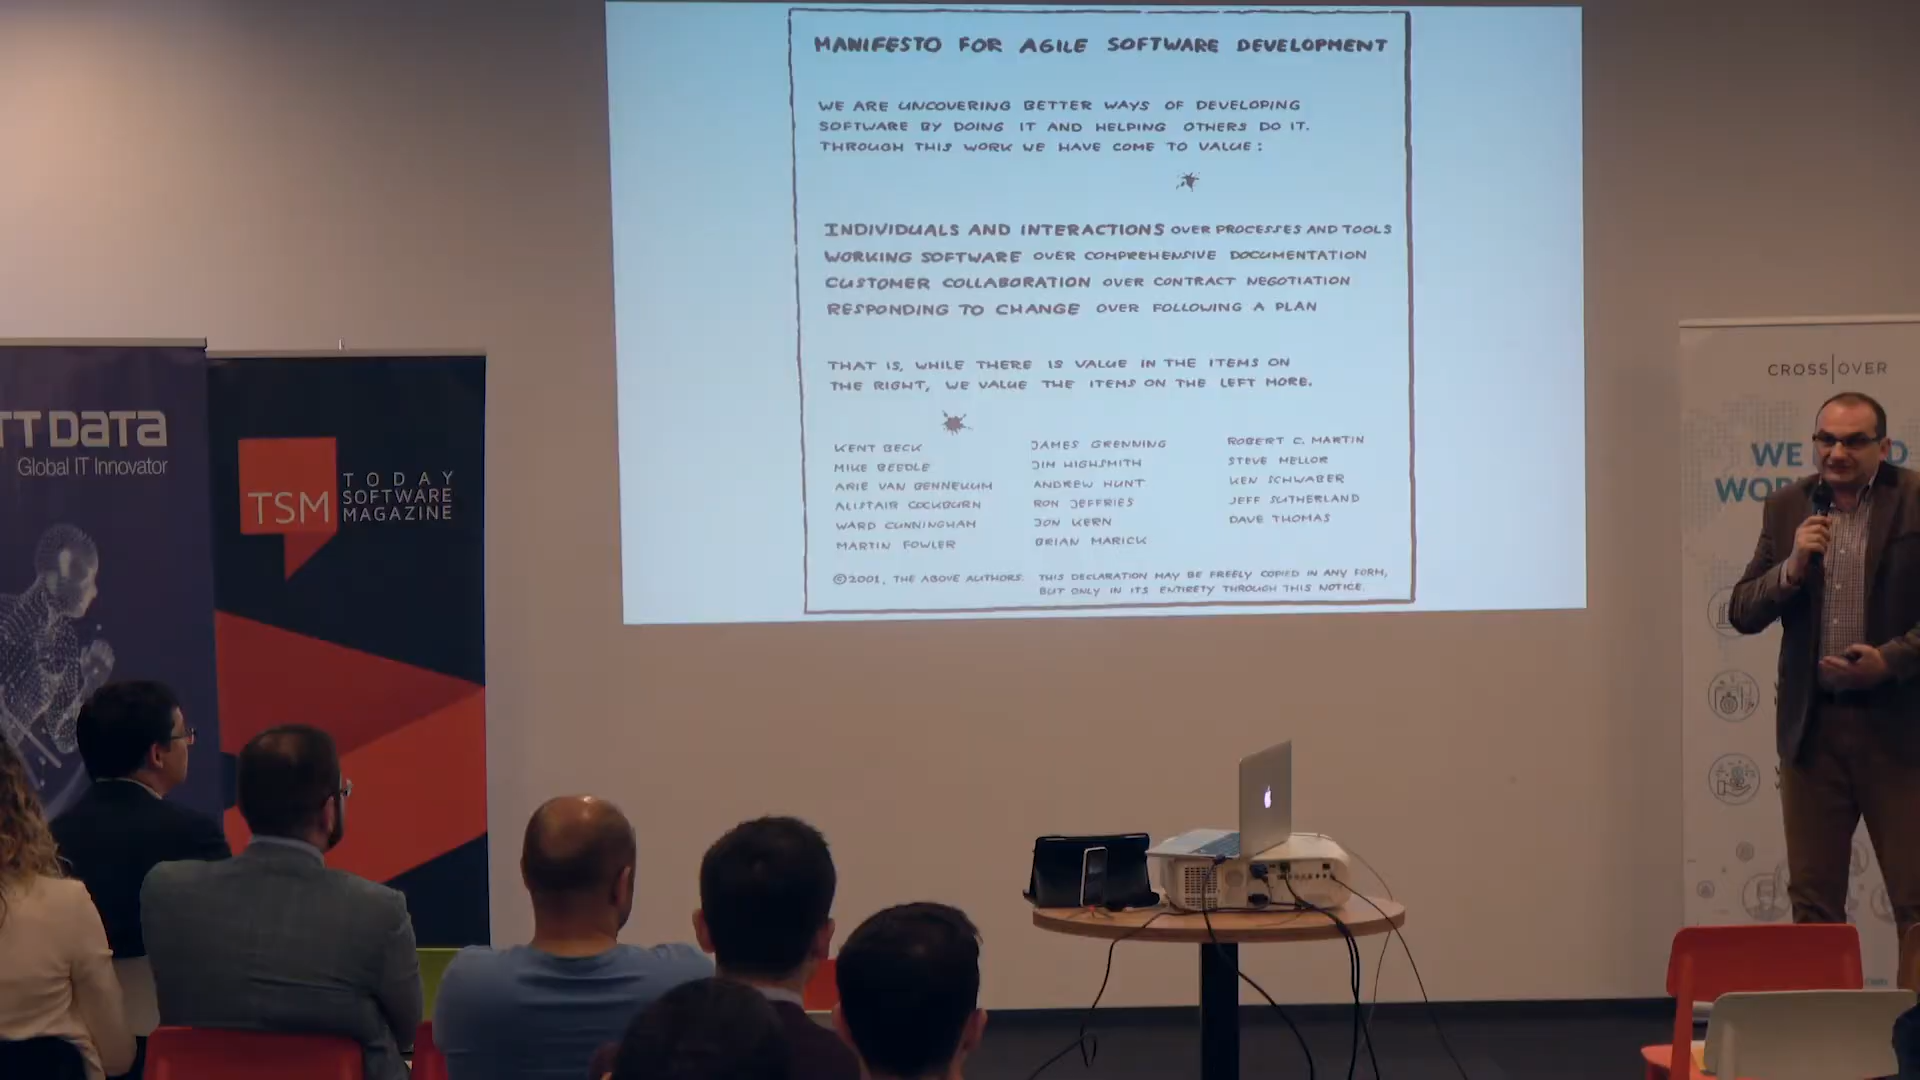 MANIFESTO FOR AGILE SOFTWARE DEVELOPMENT
WE ARE UNCOVERING BETTER WAYS OF DEVELOPING
SOFTWARE BY DOING IT AND HELPING OTHERS DO IT.
THROUGH THIS WORK WE HAVE COME TO VALUE:
INDIVIDUALS AND INTERACTIONS OVER PROCESSES AND TOOLS
WORKING SOFTWARE OVER COMPREHENSIVE DOCUMENTATION
CUSTOMER COLLABORATION OVER CONTRACT NEGOTIATION
RESPONDING TO CHANGE OVER FOLLOWING A PLAN
THAT IS, WHILE THERE IS VALUE IN THE ITEMS ON
THE RIGHT, WE VALUE THE ITEMS ON THE LEFT MORE.
KENT BECK
MIKE BEEDLE
ARIE VAN BENNEKUM
ALISTAIR COCKBURN
WARD CUNNINGHAM
MARTIN FOWLER
JAMES GRENNING
JIM HIGHSMITH
ANDREW HUNT
RON JEFFRIES
JON KERN
BRIAN MARICK
ROBERT C. MARTIN
STEVE MELLOR
KEN SCHWABER
JEFF SUTHERLAND
DAVE THOMAS
©2001, THE ABOVE AUTHORS. THIS DECLARATION MAY BE FREELY COPIED IN ANY FORM,
BUT ONLY IN ITS ENTIRETY THROUGH THIS NOTICE.
TT DATA
Global IT Innovator
TSM
TODAY
SOFTWARE
MAGAZINE
CROSS|OVER
WE